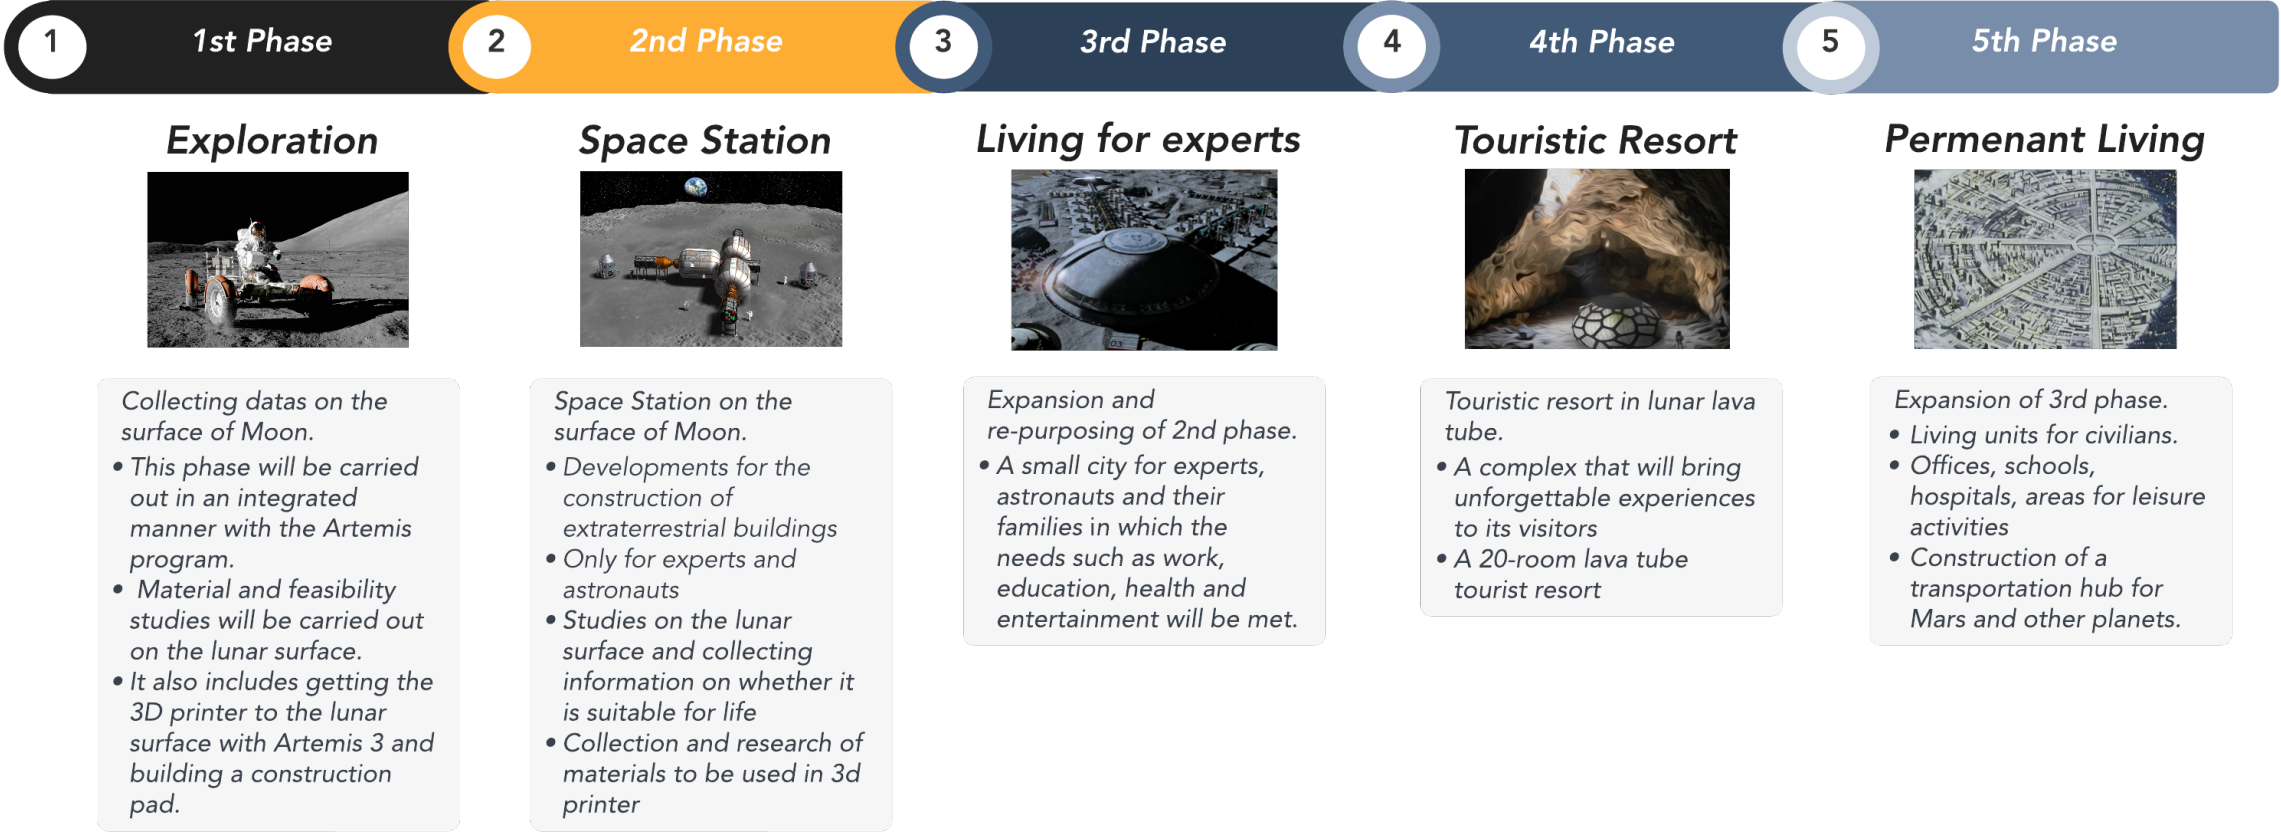 1
1st Phase
2
2nd Phase
3
3rd Phase
4
4th Phase
5
5th Phase
Exploration
Collecting datas on the
surface of Moon.
• This phase will be carried
out in an integrated
manner with the Artemis
program.
• Material and feasibility
studies will be carried out
on the lunar surface.
• It also includes getting the
3D printer to the lunar
surface with Artemis 3 and
building a construction
pad.
Space Station
Space Station on the
surface of Moon.
• Developments for the
construction of
extraterrestrial buildings
• Only for experts and
astronauts
• Studies on the lunar
surface and collecting
information on whether it
is suitable for life
• Collection and research of
materials to be used in 3d
printer
Living for experts
03
Expansion and
re-purposing of 2nd phase.
• A small city for experts,
astronauts and their
families in which the
needs such as work,
education, health and
entertainment will be met.
Touristic Resort
Touristic resort in lunar lava
tube.
• A complex that will bring
unforgettable experiences
to its visitors
• A 20-room lava tube
tourist resort
Permenant Living
Expansion of 3rd phase.
• Living units for civilians.
• Offices, schools,
hospitals, areas for leisure
activities
• Construction of a
transportation hub for
Mars and other planets.